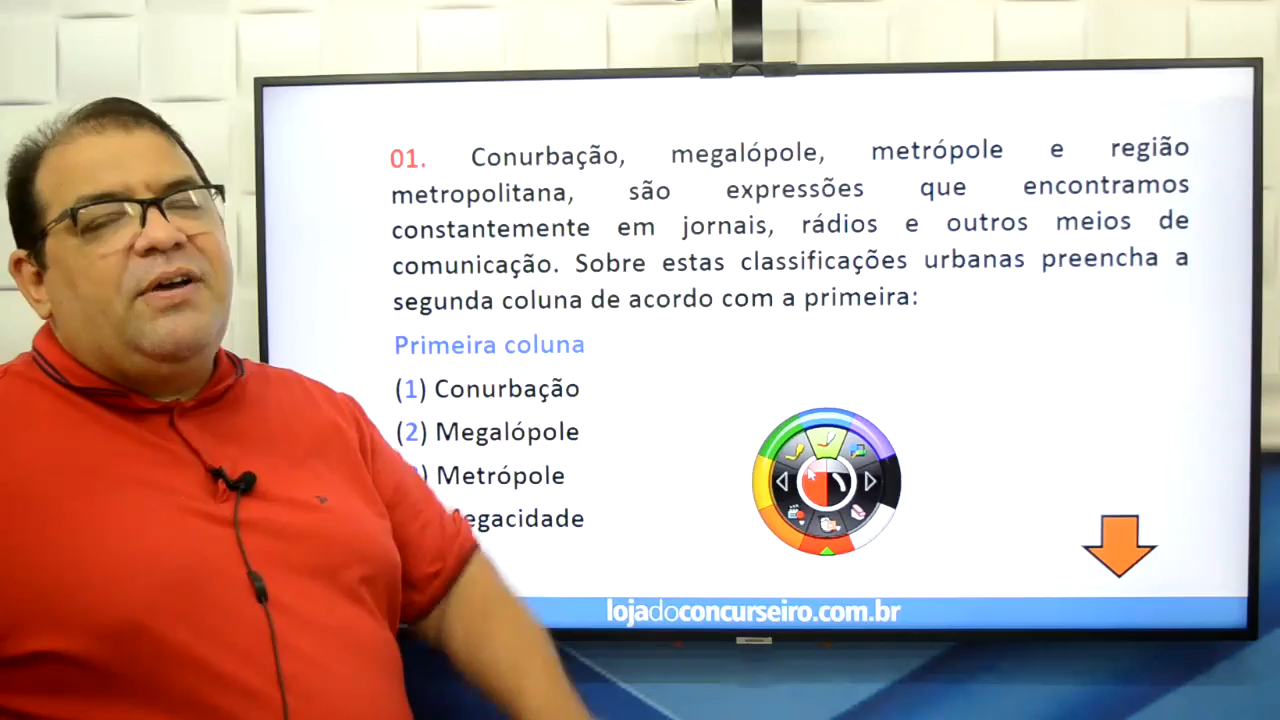 01. Conurbação, megalópole, metrópole e região
metropolitana, são expressões que encontramos
constantemente em jornais, rádios e outros meios de
comunicação. Sobre estas classificações urbanas preencha a
segunda coluna de acordo com a primeira:
Primeira coluna
(1) Conurbação
(2) Megalópole
) Metrópole
egacidade
lojadoconcurseiro.com.br